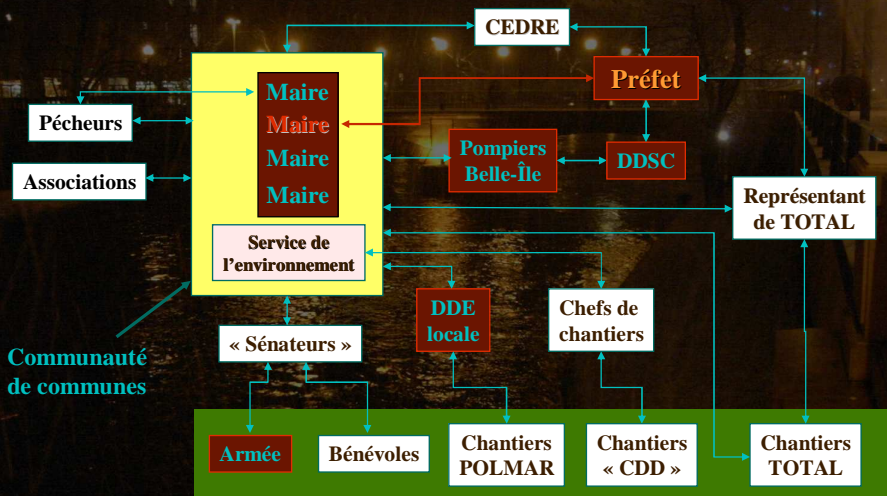 CEDRE
Maire
Maire
Maire
Maire
Préfet
Pécheurs
Pompiers
Belle-Île
DDSC
Associations
Représentant
de TOTAL
Service de
l'environnement
DDE
locale
Chefs de
chantiers
« Sénateurs »
Communauté
de communes
Armée
Bénévoles
Chantiers
POLMAR
Chantiers
« CDD »
Chantiers
TOTAL